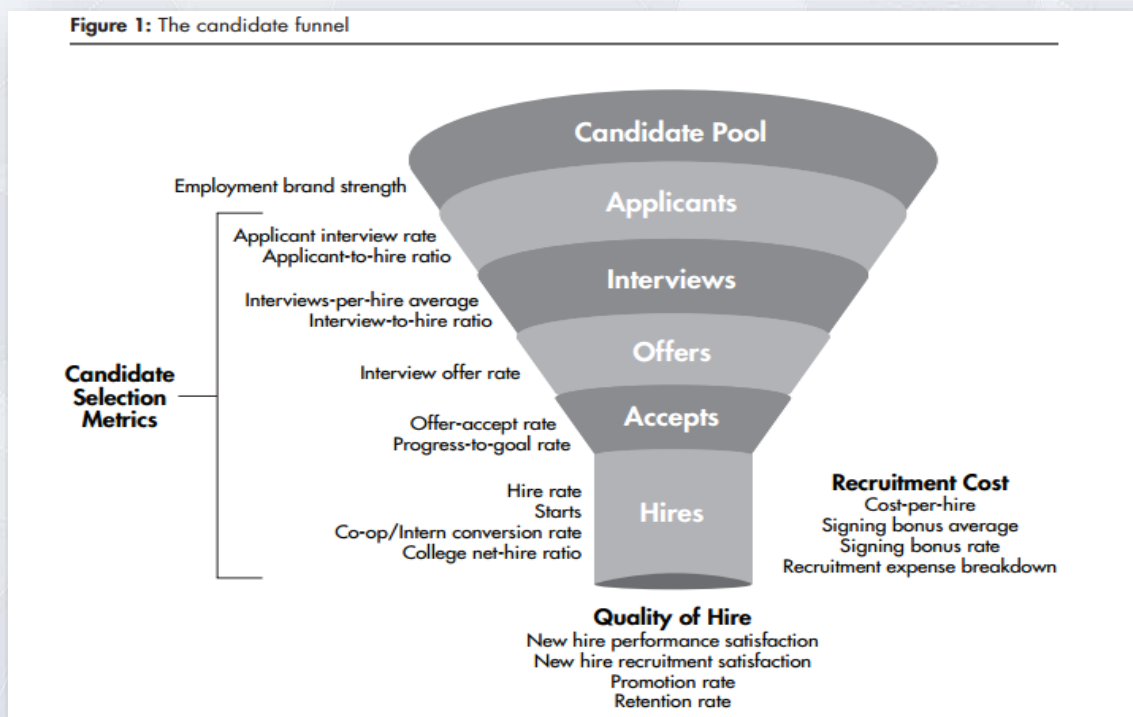 Figure 1: The candidate funnel
Candidate Pool
Employment brand strength
Applicants
Applicant interview rate
Applicant-to-hire ratio
Interviews
Interviews-per-hire average
Interview-to-hire ratio
Offers
Interview offer rate
Candidate
Selection
Metrics
Accepts
Offer-accept rate
Progress-to-goal rate
Hires
Hire rate
Starts
Co-op/Intern conversion rate
College net-hire ratio
Recruitment Cost
Cost-per-hire
Signing bonus average
Signing bonus rate
Recruitment expense breakdown
Quality of Hire
New hire performance satisfaction
New hire recruitment satisfaction
Promotion rate
Retention rate